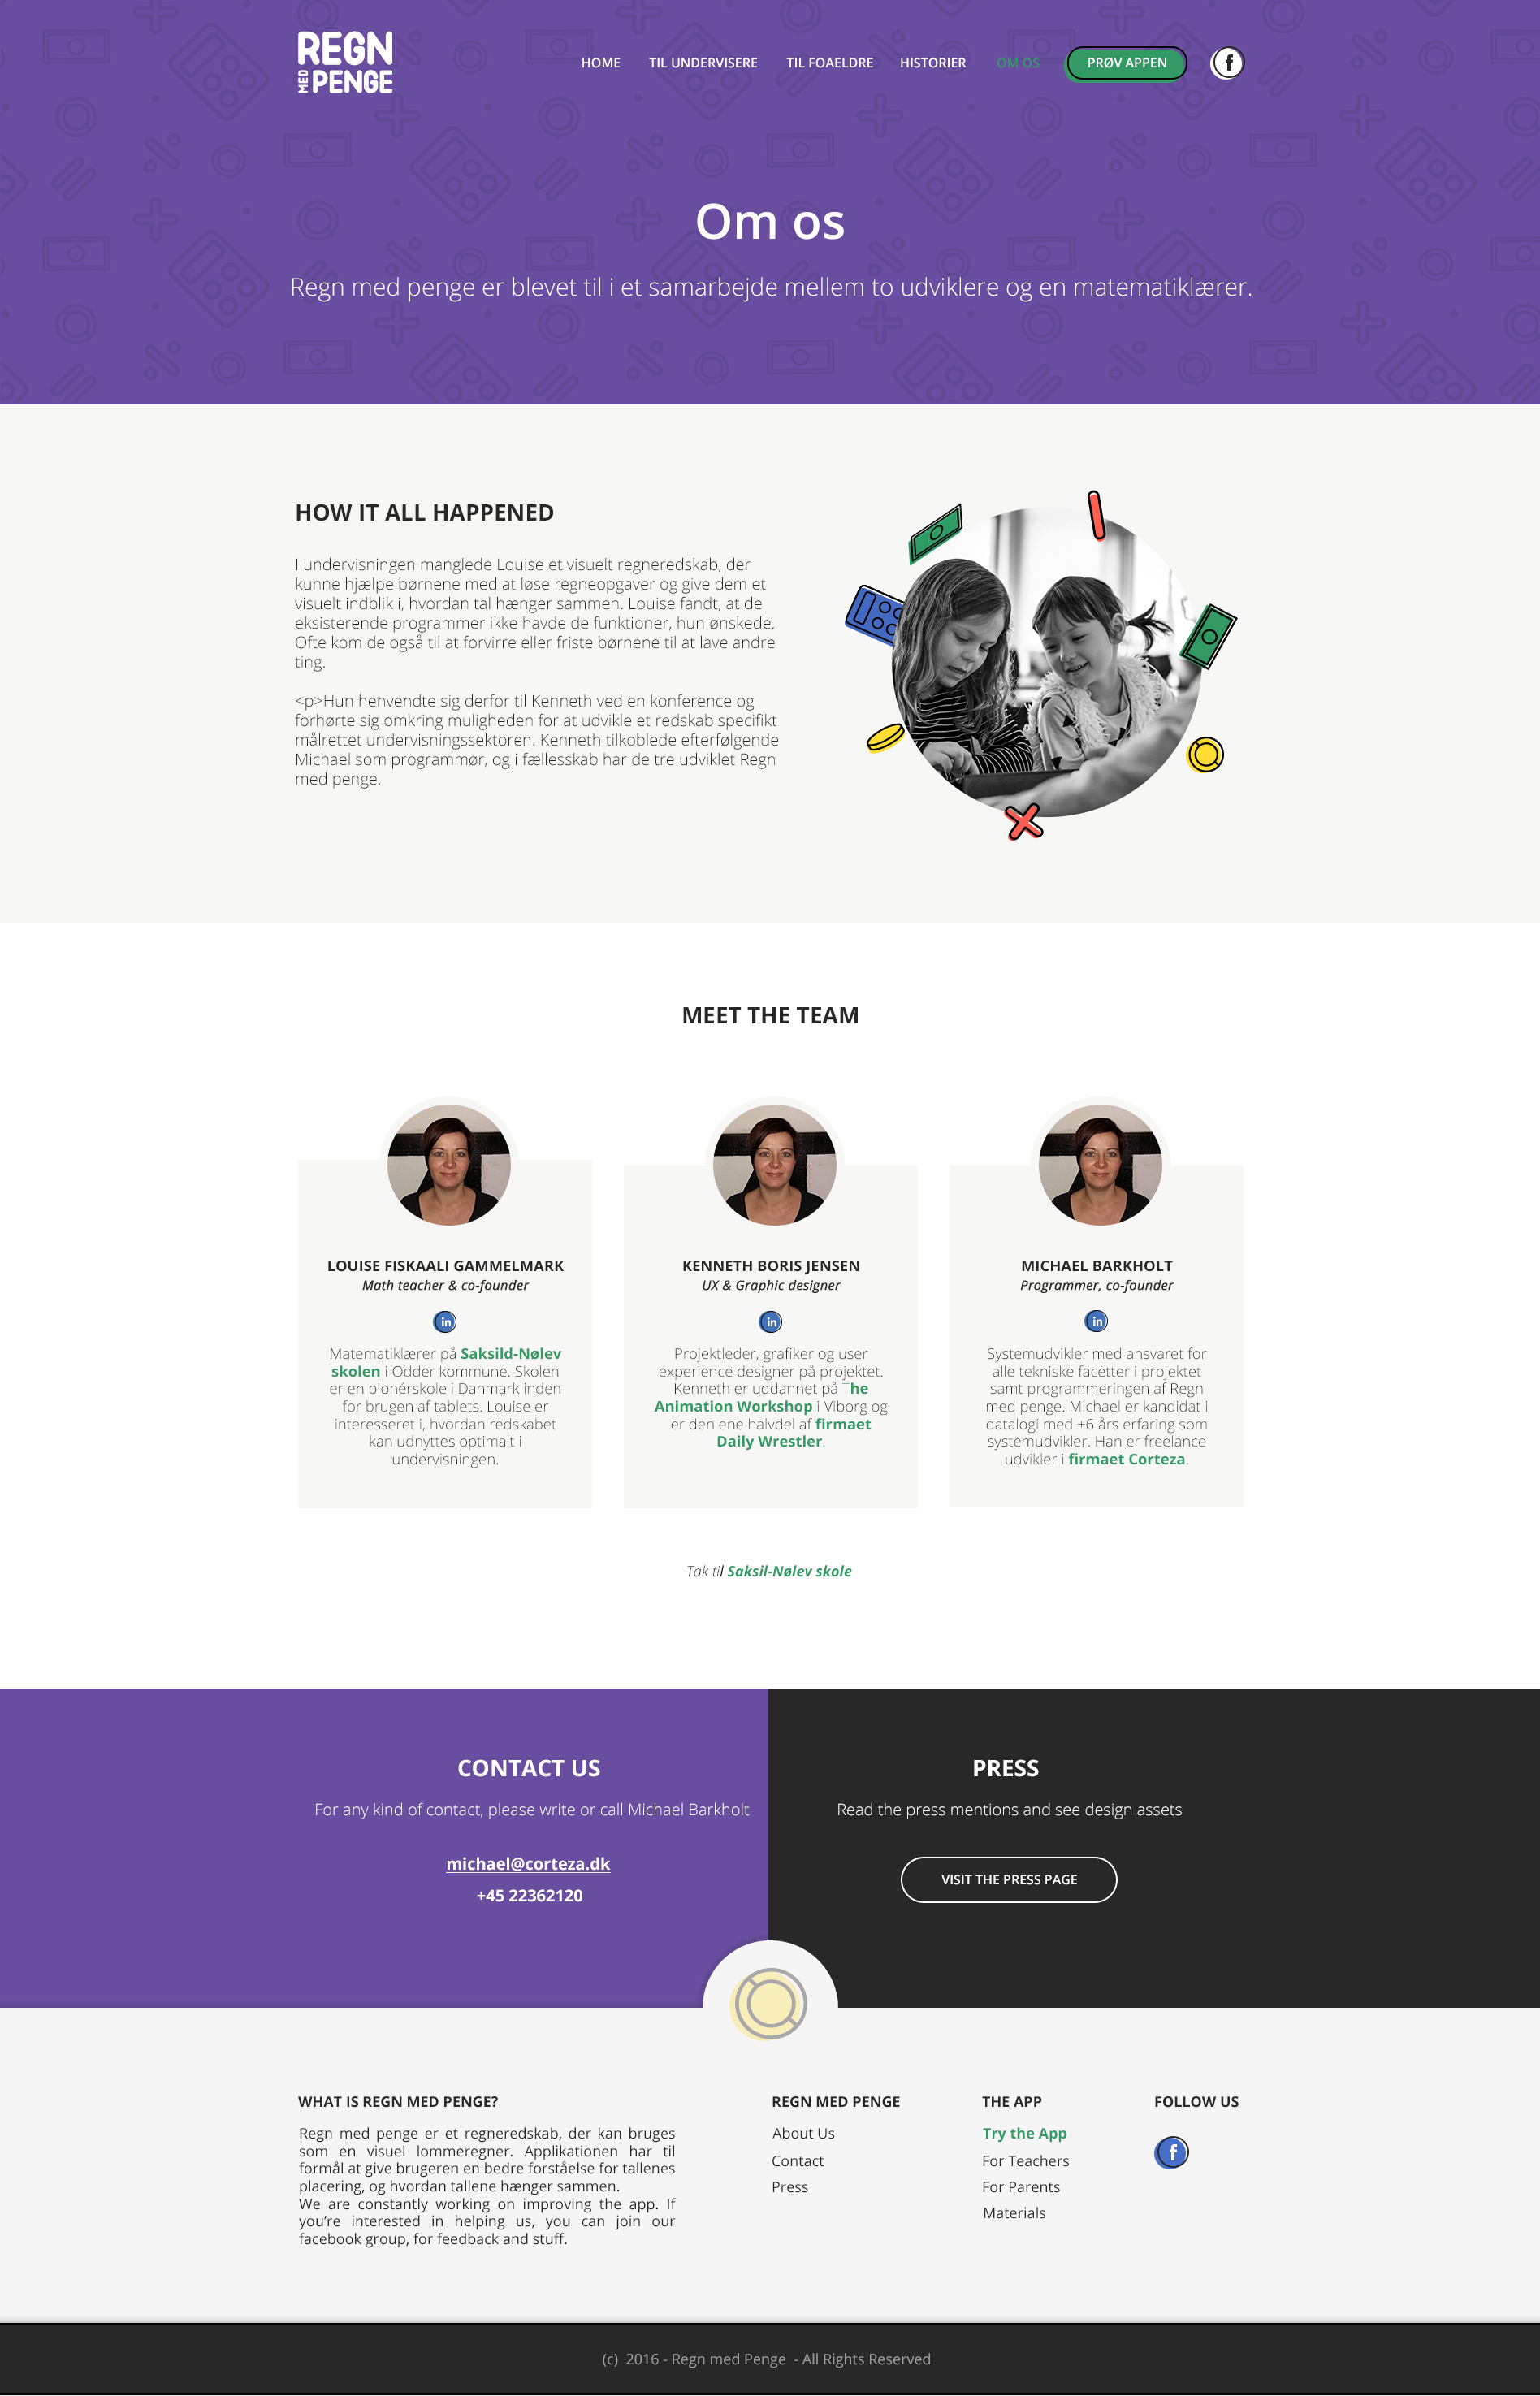 REGN
MED PENGE
HOME TIL UNDERVISERE TIL FOAELDRE HISTORIER OM OS PRØV APPEN f
Om os
Regn med penge er blevet til i et samarbejde mellem to udviklere og en matematiklærer.
HOW IT ALL HAPPENED
I undervisningen manglede Louise et visuelt regneredskab, der
kunne hjælpe børnene med at løse regneopgaver og give dem et
visuelt indblik i, hvordan tal hænger sammen. Louise fandt, at de
eksisterende programmer ikke havde de funktioner, hun ønskede.
Ofte kom de også til at forvirre eller friste børnene til at lave andre
ting.
<p>Hun henvendte sig derfor til Kenneth ved en konference og
forhørte sig omkring muligheden for at udvikle et redskab specifikt
målrettet undervisningssektoren. Kenneth tilkoblede efterfølgende
Michael som programmør, og i fællesskab har de tre udviklet Regn
med penge.
MEET THE TEAM
LOUISE FISKAALI GAMMELMARK
Math teacher & co-founder
in
Matematiklærer på Saksild-Nølev
skolen i Odder kommune. Skolen
er en pionérskole i Danmark inden
for brugen af tablets. Louise er
interesseret i, hvordan redskabet
kan udnyttes optimalt i
undervisningen.
KENNETH BORIS JENSEN
UX & Graphic designer
in
Projektleder, grafiker og user
experience designer på projektet.
Kenneth er uddannet på The
Animation Workshop i Viborg og
er den ene halvdel af firmaet
Daily Wrestler.
MICHAEL BARKHOLT
Programmer, co-founder
in
Systemudvikler med ansvaret for
alle tekniske facetter i projektet
samt programmeringen af Regn
med penge. Michael er kandidat i
datalogi med +6 års erfaring som
systemudvikler. Han er freelance
udvikler i firmaet Corteza.
Tak til Saksil-Nølev skole
CONTACT US
For any kind of contact, please write or call Michael Barkholt
michael@corteza.dk
+45 22362120
PRESS
Read the press mentions and see design assets
VISIT THE PRESS PAGE
WHAT IS REGN MED PENGE?
Regn med penge er et regneredskab, der kan bruges
som en visuel lommeregner. Applikationen har til
formål at give brugeren en bedre forståelse for tallenes
placering, og hvordan tallene hænger sammen.
We are constantly working on improving the app. If
you're interested in helping us, you can join our
facebook group, for feedback and stuff.
REGN MED PENGE
About Us
Contact
Press
THE APP
Try the App
For Teachers
For Parents
Materials
FOLLOW US
f
(c) 2016 - Regn med Penge - All Rights Reserved